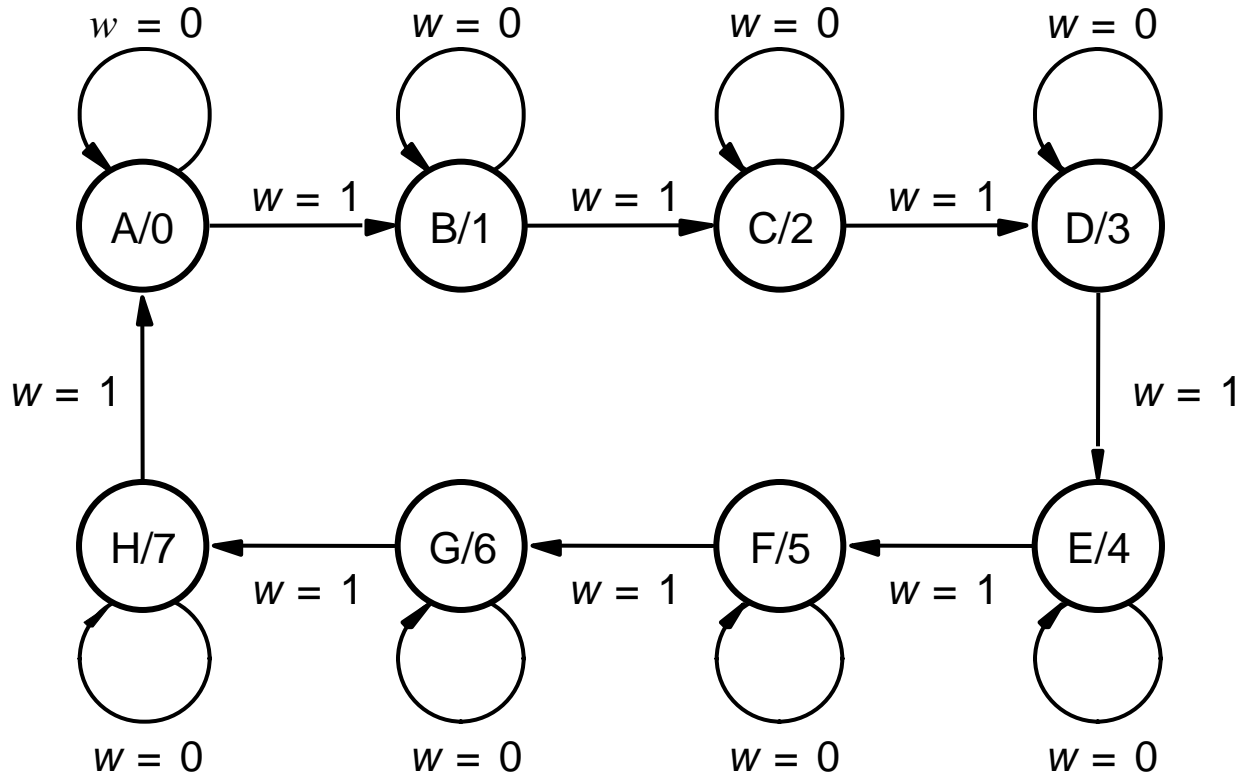 w = 0 w = 0 w = 0 w = 0
w = 1 w = 1 w = 1
A/0 B/1 C/2 D/3
w = 1 w = 1
H/7 G/6 F/5 E/4
w = 1 w = 1 w = 1
w = 0 w = 0 w = 0 w = 0